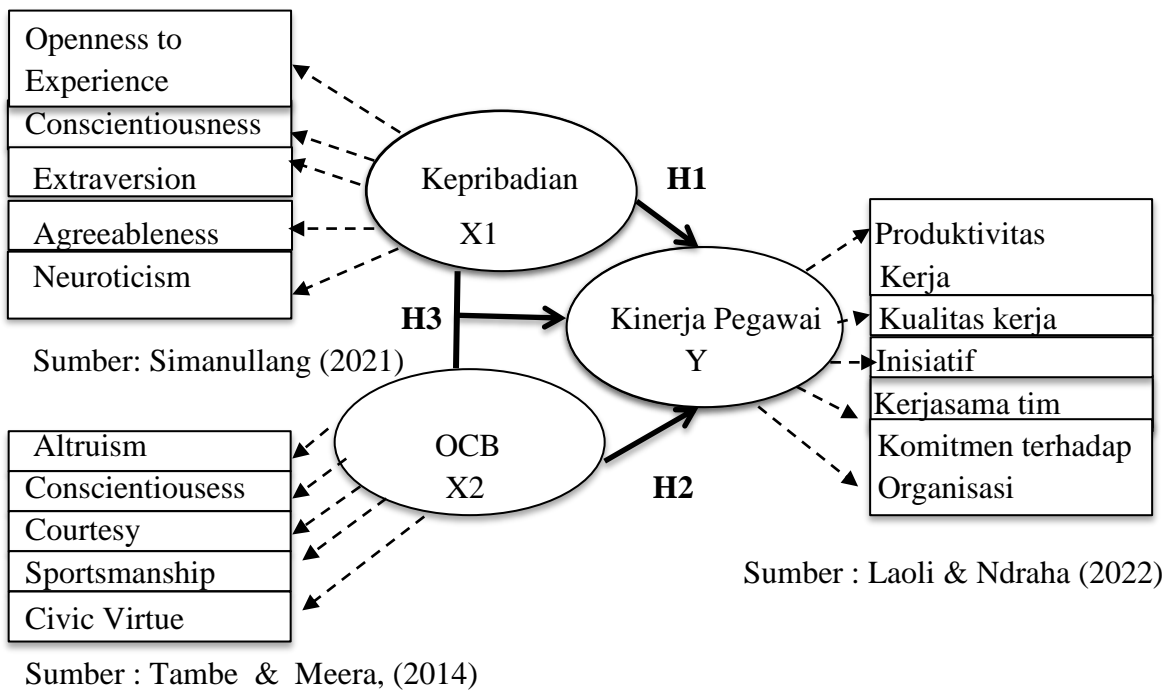 Openness to
Experience
Conscientiousness
Extraversion
Agreeableness
Neuroticism
Sumber: Simanullang (2021)
Kepribadian
X1
H1
H3
Kinerja Pegawai
Y
Produktivitas
Kerja
Kualitas kerja
Inisiatif
Kerjasama tim
Komitmen terhadap
Organisasi
Sumber : Laoli & Ndraha (2022)
Altruism
Conscientiousess
Courtesy
Sportsmanship
Civic Virtue
OCB
X2
H2
Sumber : Tambe & Meera, (2014)